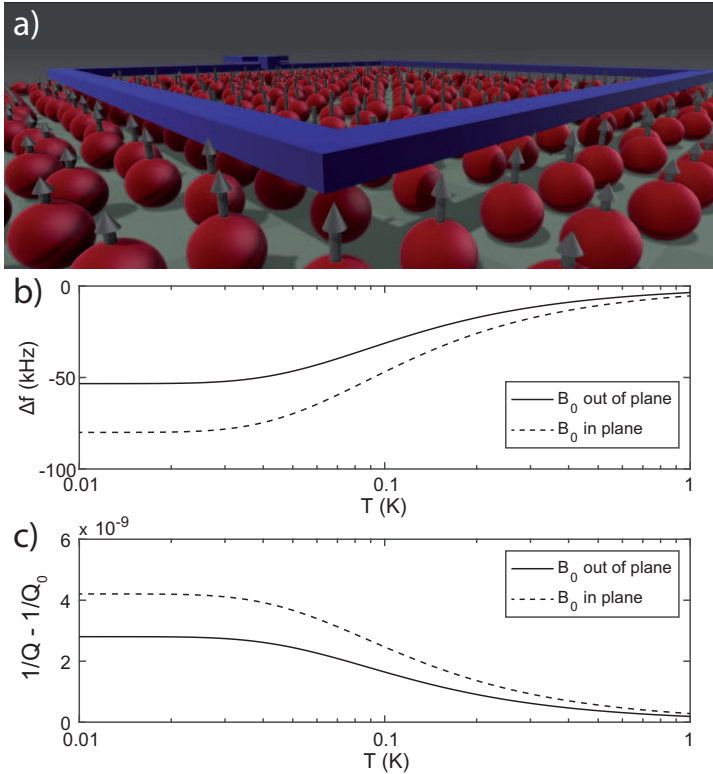 a)
b)
0
-50
-100
Δf (kHz)
B₀ out of plane
B₀ in plane
0.01
0.1
1
T (K)
c)
x 10⁻⁹
6
4
2
0
1/Q - 1/Q₀
B₀ out of plane
B₀ in plane
0.01
0.1
1
T (K)